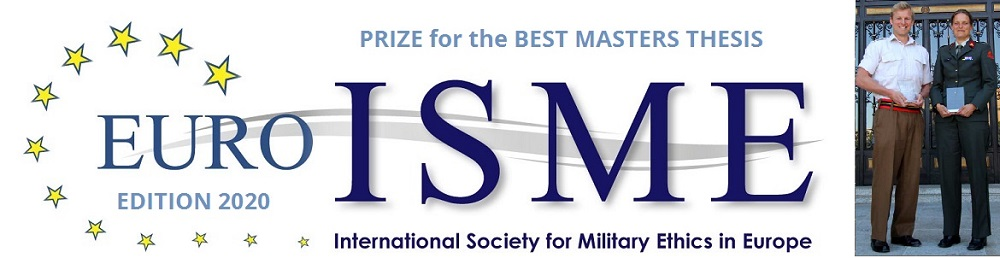 PRIZE for the BEST MASTERS THESIS
EURO ISME
EDITION 2020
International Society for Military Ethics in Europe